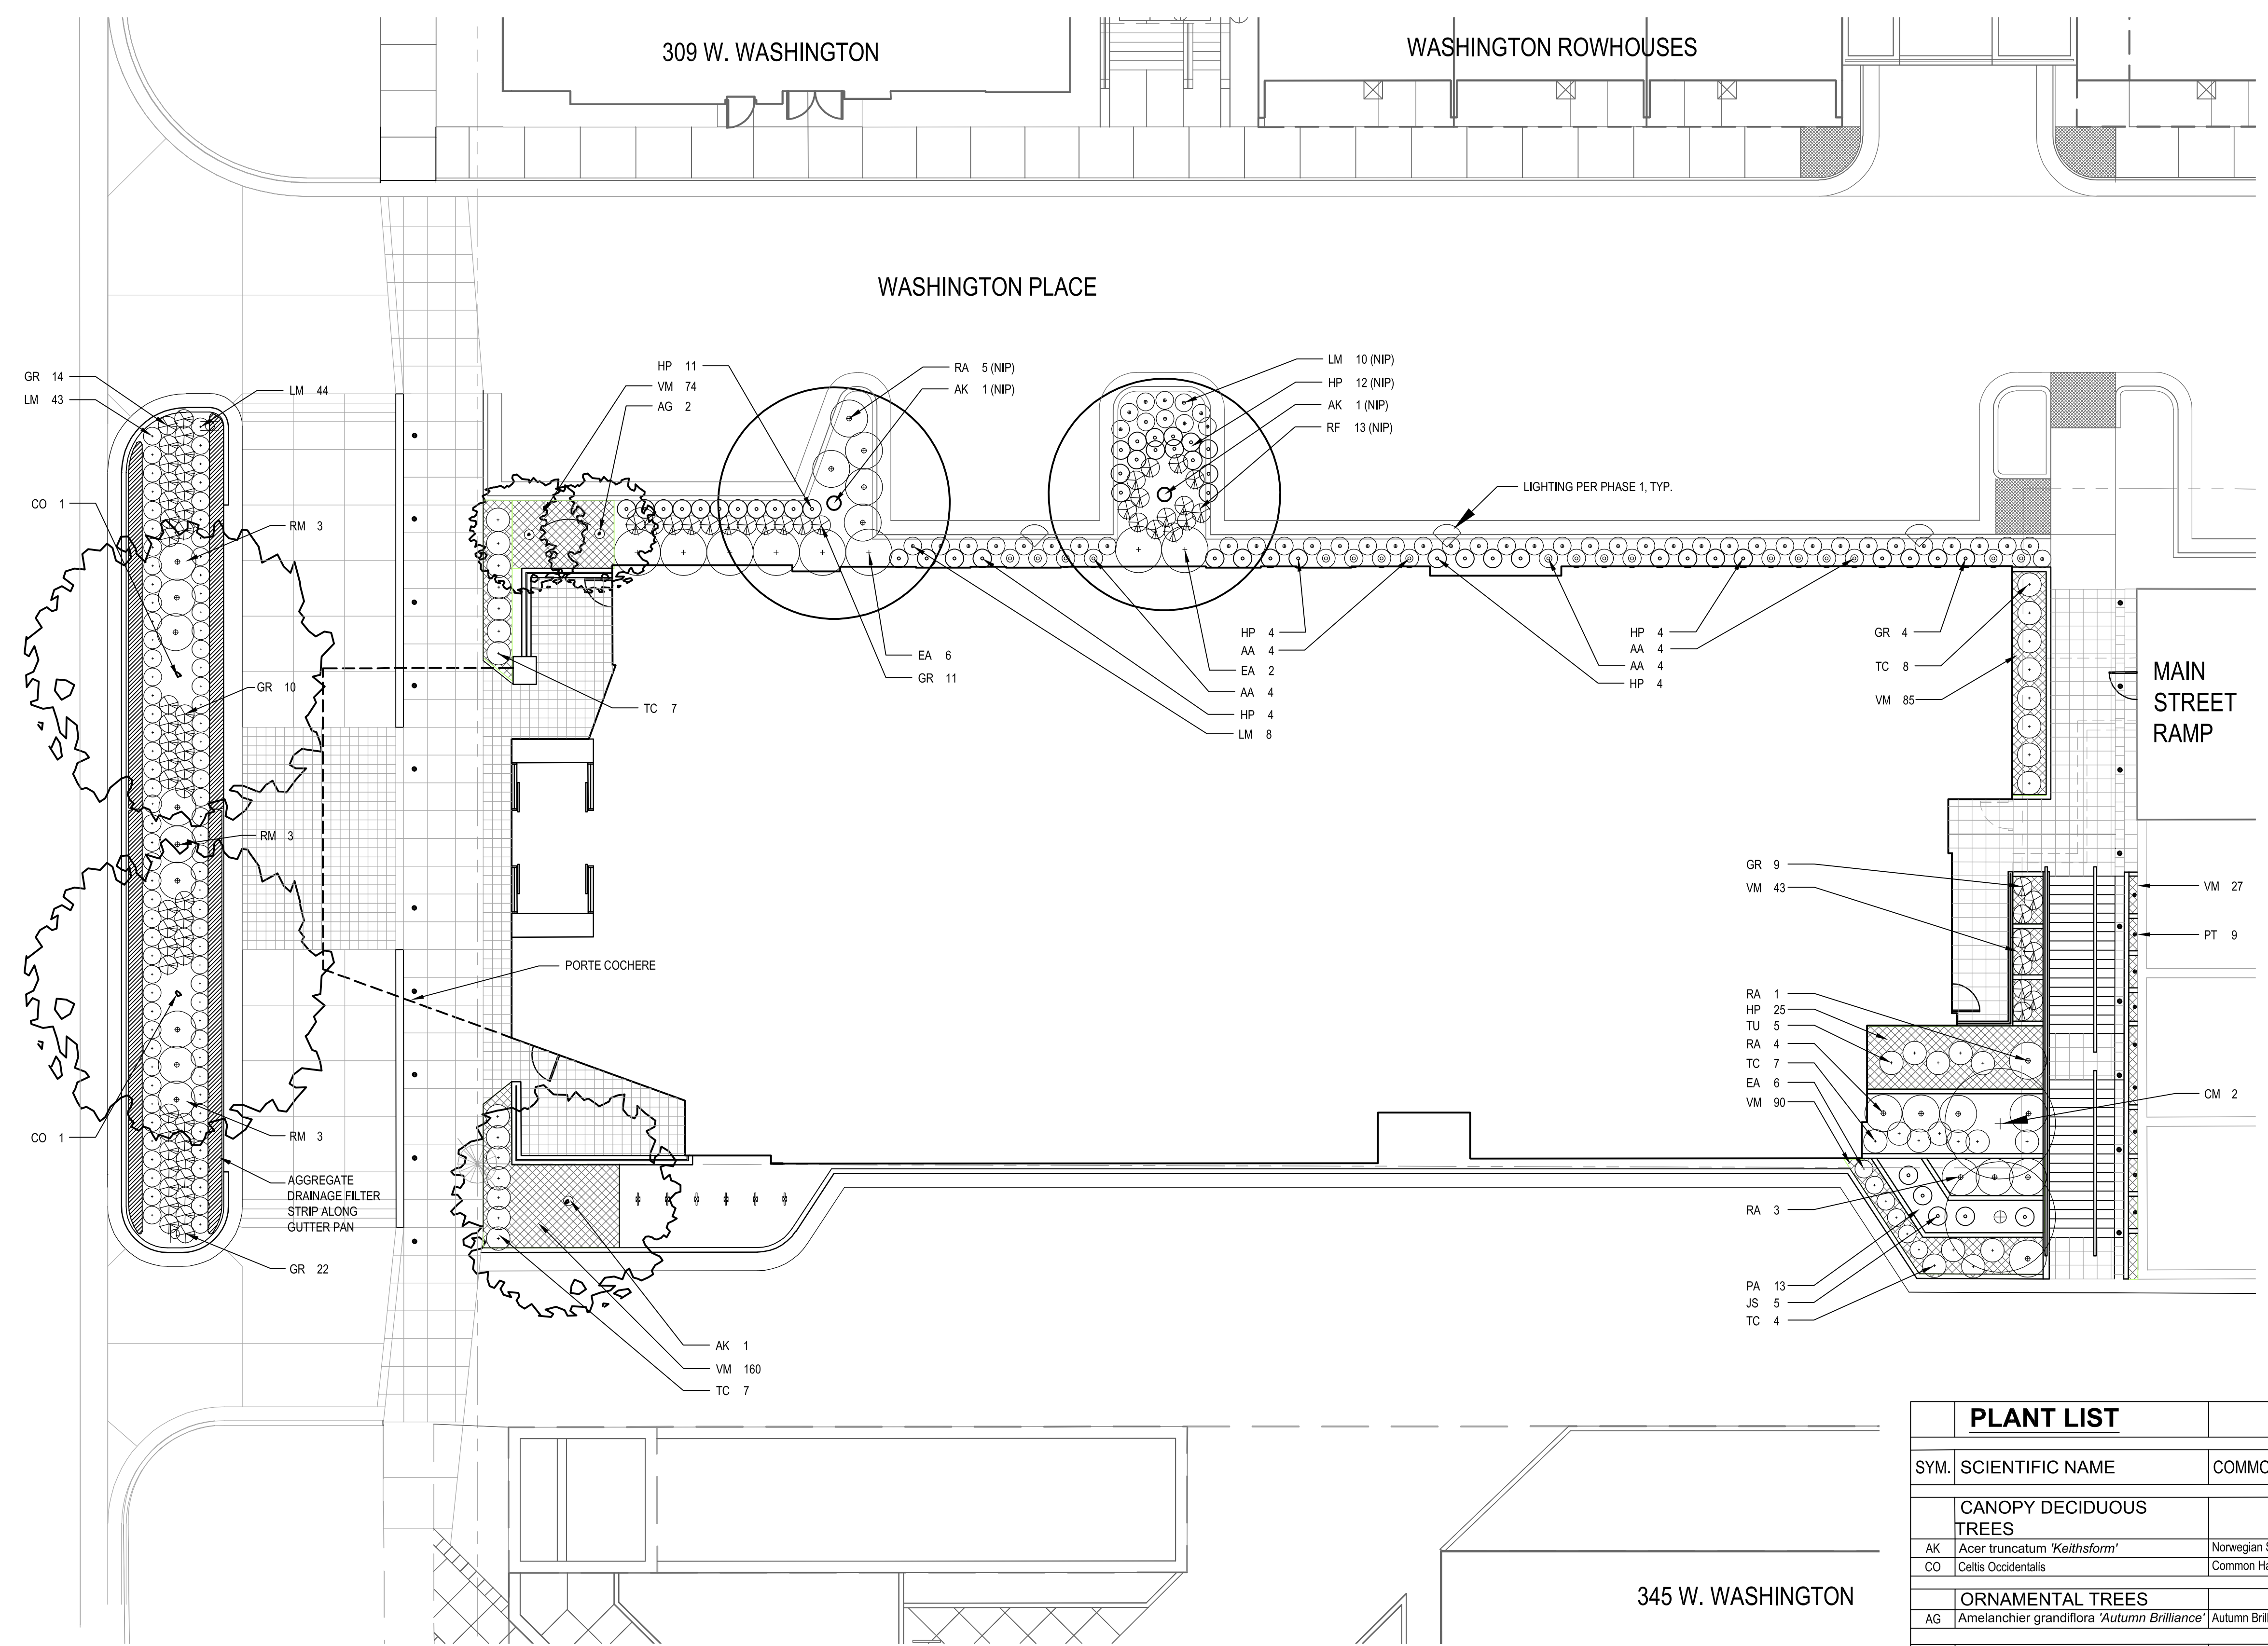 309 W. WASHINGTON
WASHINGTON ROWHOUSES
WASHINGTON PLACE
GR 14
LM 43
LM 44
CO 1
RM 3
GR 10
RM 3
CO 1
RM 3
AGGREGATE
DRAINAGE FILTER
STRIP ALONG
GUTTER PAN
GR 22
HP 11
VM 74
AG 2
RA 5 (NIP)
AK 1 (NIP)
LM 10 (NIP)
HP 12 (NIP)
AK 1 (NIP)
RF 13 (NIP)
LIGHTING PER PHASE 1, TYP.
TC 7
EA 6
GR 11
HP 4
AA 4
EA 2
AA 4
HP 4
LM 8
HP 4
AA 4
AA 4
HP 4
GR 4
TC 8
VM 85
MAIN
STREET
RAMP
PORTE COCHERE
GR 9
VM 43
VM 27
PT 9
RA 1
HP 25
TU 5
RA 4
TC 7
EA 6
VM 90
CM 2
RA 3
PA 13
JS 5
TC 4
AK 1
VM 160
TC 7
345 W. WASHINGTON
PLANT LIST
SYM. SCIENTIFIC NAME COMMO
CANOPY DECIDUOUS
TREES
AK Acer truncatum 'Keithsform' Norwegian S
CO Celtis Occidentalis Common Ha
ORNAMENTAL TREES
AG Amelanchier grandiflora 'Autumn Brilliance' Autumn Brill